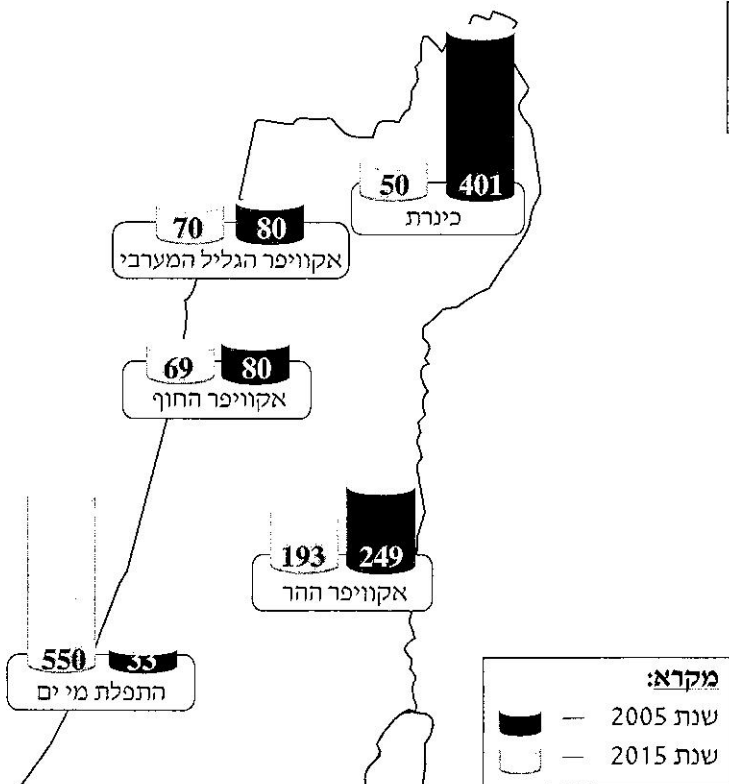 50 401
כינרת
70 80
אקוויפר הגליל המערבי
69 80
אקוויפר החוף
193 249
אקוויפר ההר
550 33
התפלת מי ים
מקרא:
שנת 2005 –
שנת 2015 –